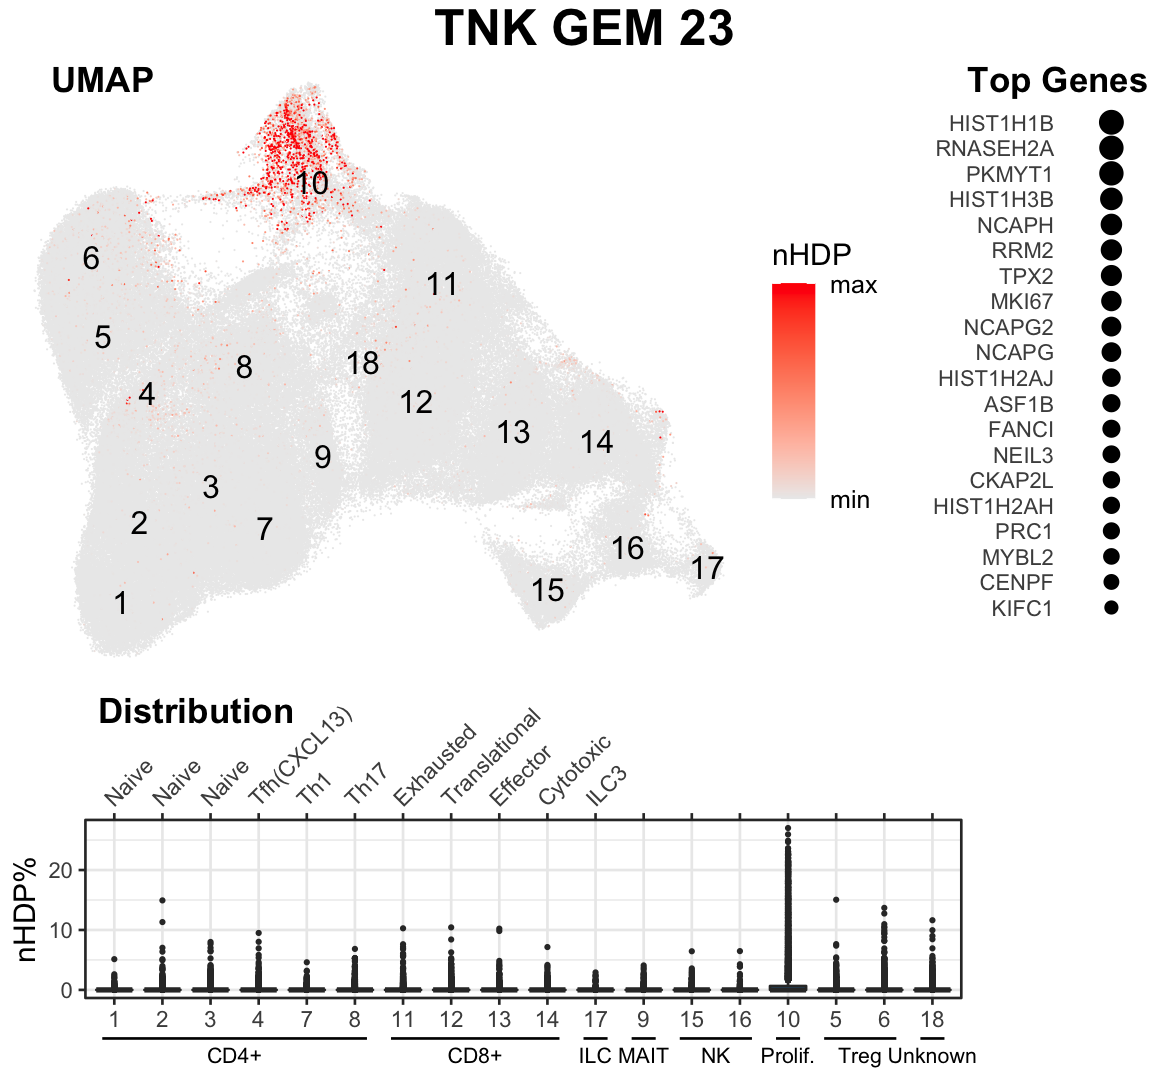 TNK GEM 23
UMAP
10
6
11
5
8
18
4
12
13
14
9
3
2
7
16
17
15
1
nHDP
max
min
Top Genes
HIST1H1B
RNASEH2A
PKMYT1
HIST1H3B
NCAPH
RRM2
TPX2
MKI67
NCAPG2
NCAPG
HIST1H2AJ
ASF1B
FANCI
NEIL3
CKAP2L
HIST1H2AH
PRC1
MYBL2
CENPF
KIFC1
Distribution
Naive
Naive
Naive
Tfh(CXCL13)
Th1
Th17
Exhausted
Translational
Effector
Cytotoxic
ILC3
nHDP%
20
10
0
1 2 3 4 7 8 11 12 13 14 17 9 15 16 10 5 6 18
CD4+ CD8+ ILC MAIT NK Prolif. Treg Unknown